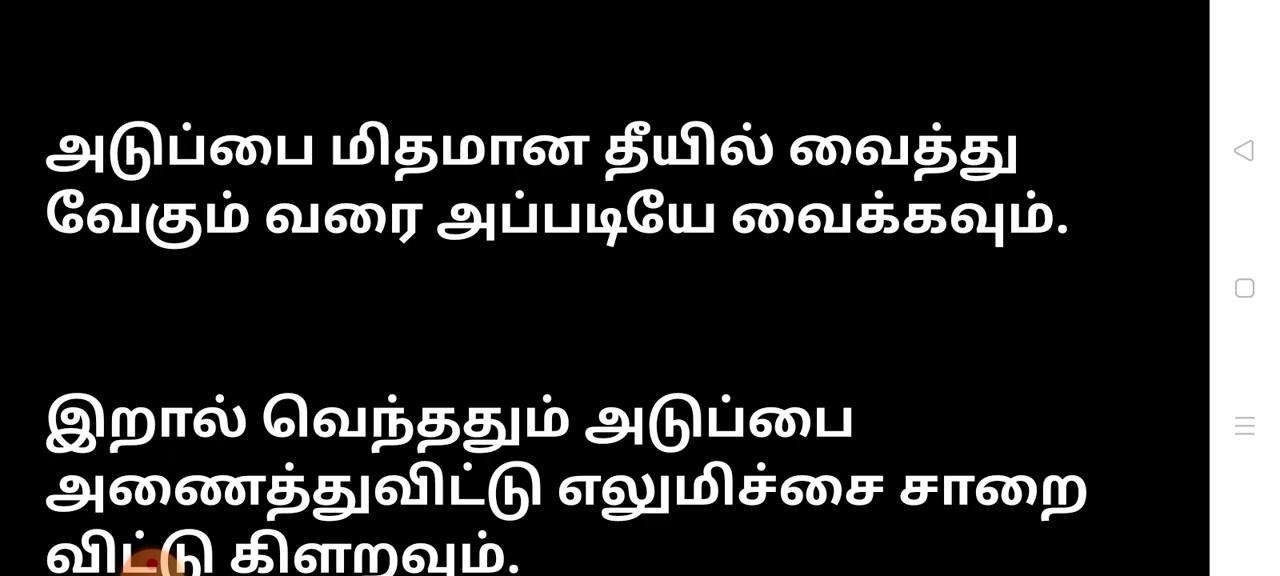 அடுப்பை மிதமான தீயில் வைத்து
வேகும் வரை அப்படியே வைக்கவும்.
இறால் வெந்ததும் அடுப்பை
அணைத்துவிட்டு எலுமிச்சை சாறை
விட்டு கிளறவும்.